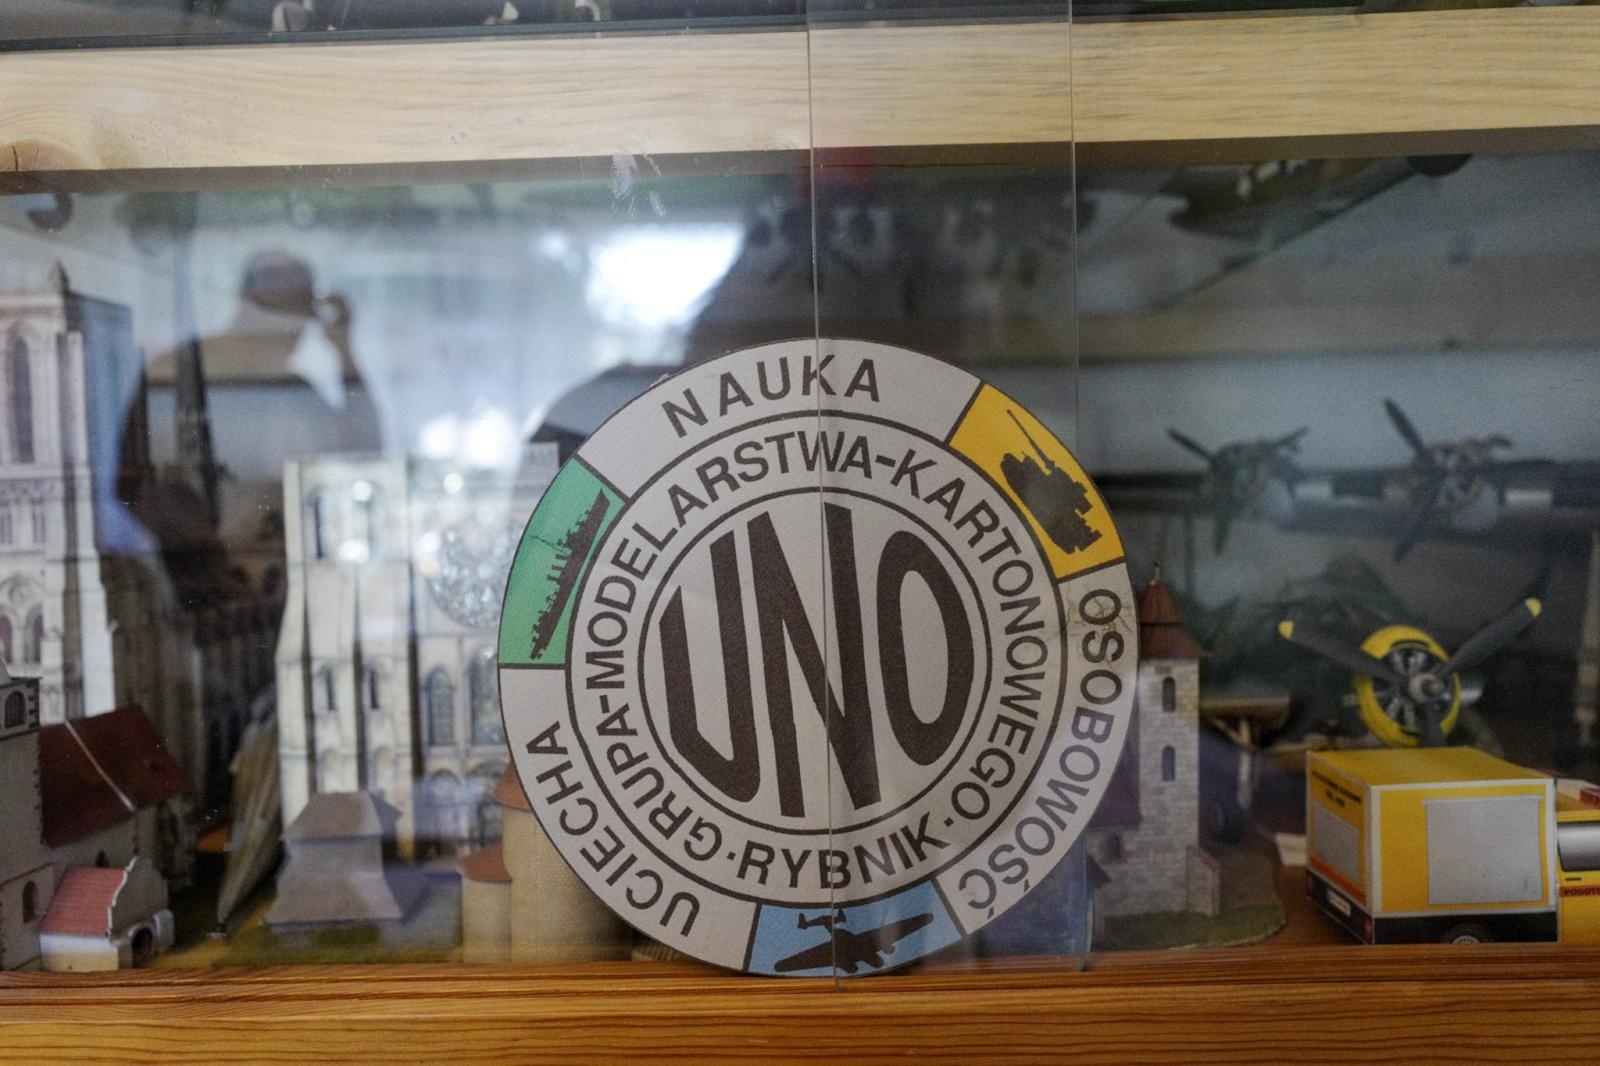 NAUKA
OSOBOWOŚĆ
UCIECHA
GRUPA-MODELARSTWA-KARTONOWEGO
·RYBNIK·
UNO